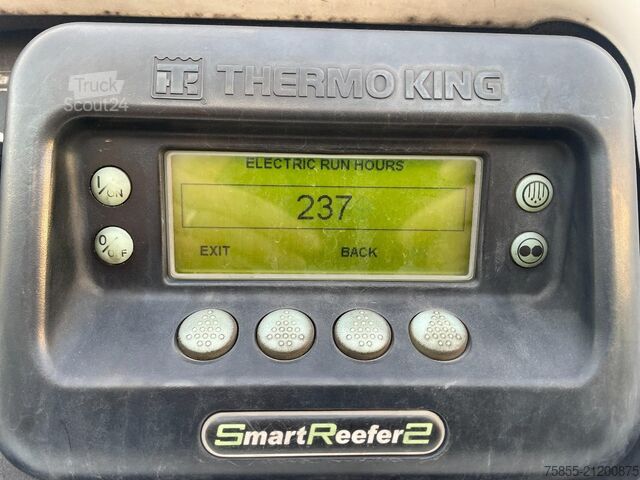 Truck
Scout24
THERMO KING
ELECTRIC RUN HOURS
237
EXIT BACK
I/ON
O/OFF
SmartReefer2
75855-21200875